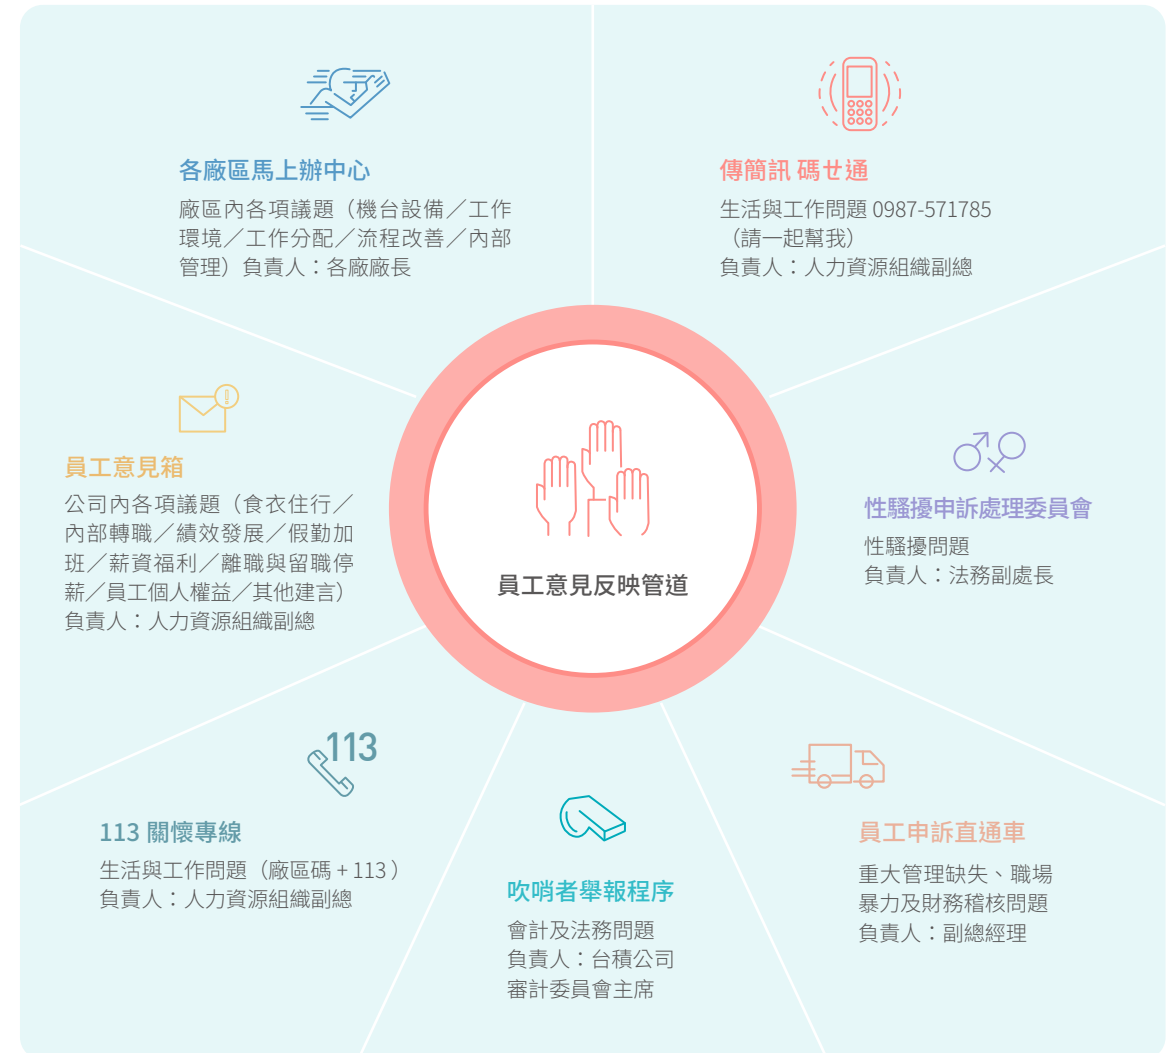 各廠區馬上辦中心
廠區內各項議題（機台設備／工作
環境／工作分配／流程改善／內部
管理）負責人：各廠廠長
傳簡訊 碼ㄝ通
生活與工作問題 0987-571785
（請一起幫我）
負責人：人力資源組織副總
員工意見箱
公司內各項議題（食衣住行／
內部轉職／績效發展／假勤加
班／薪資福利／離職與留職停
薪／員工個人權益／其他建言）
負責人：人力資源組織副總
員工意見反映管道
性騷擾申訴處理委員會
性騷擾問題
負責人：法務副處長
113
113 關懷專線
生活與工作問題（廠區碼 + 113 ）
負責人：人力資源組織副總
吹哨者舉報程序
會計及法務問題
負責人：台積公司
審計委員會主席
員工申訴直通車
重大管理缺失、職場
暴力及財務稽核問題
負責人：副總經理